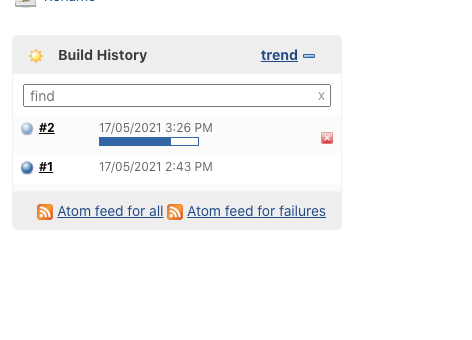 Rename
Build History trend
find x
#2 17/05/2021 3:26 PM
#1 17/05/2021 2:43 PM
Atom feed for all Atom feed for failures